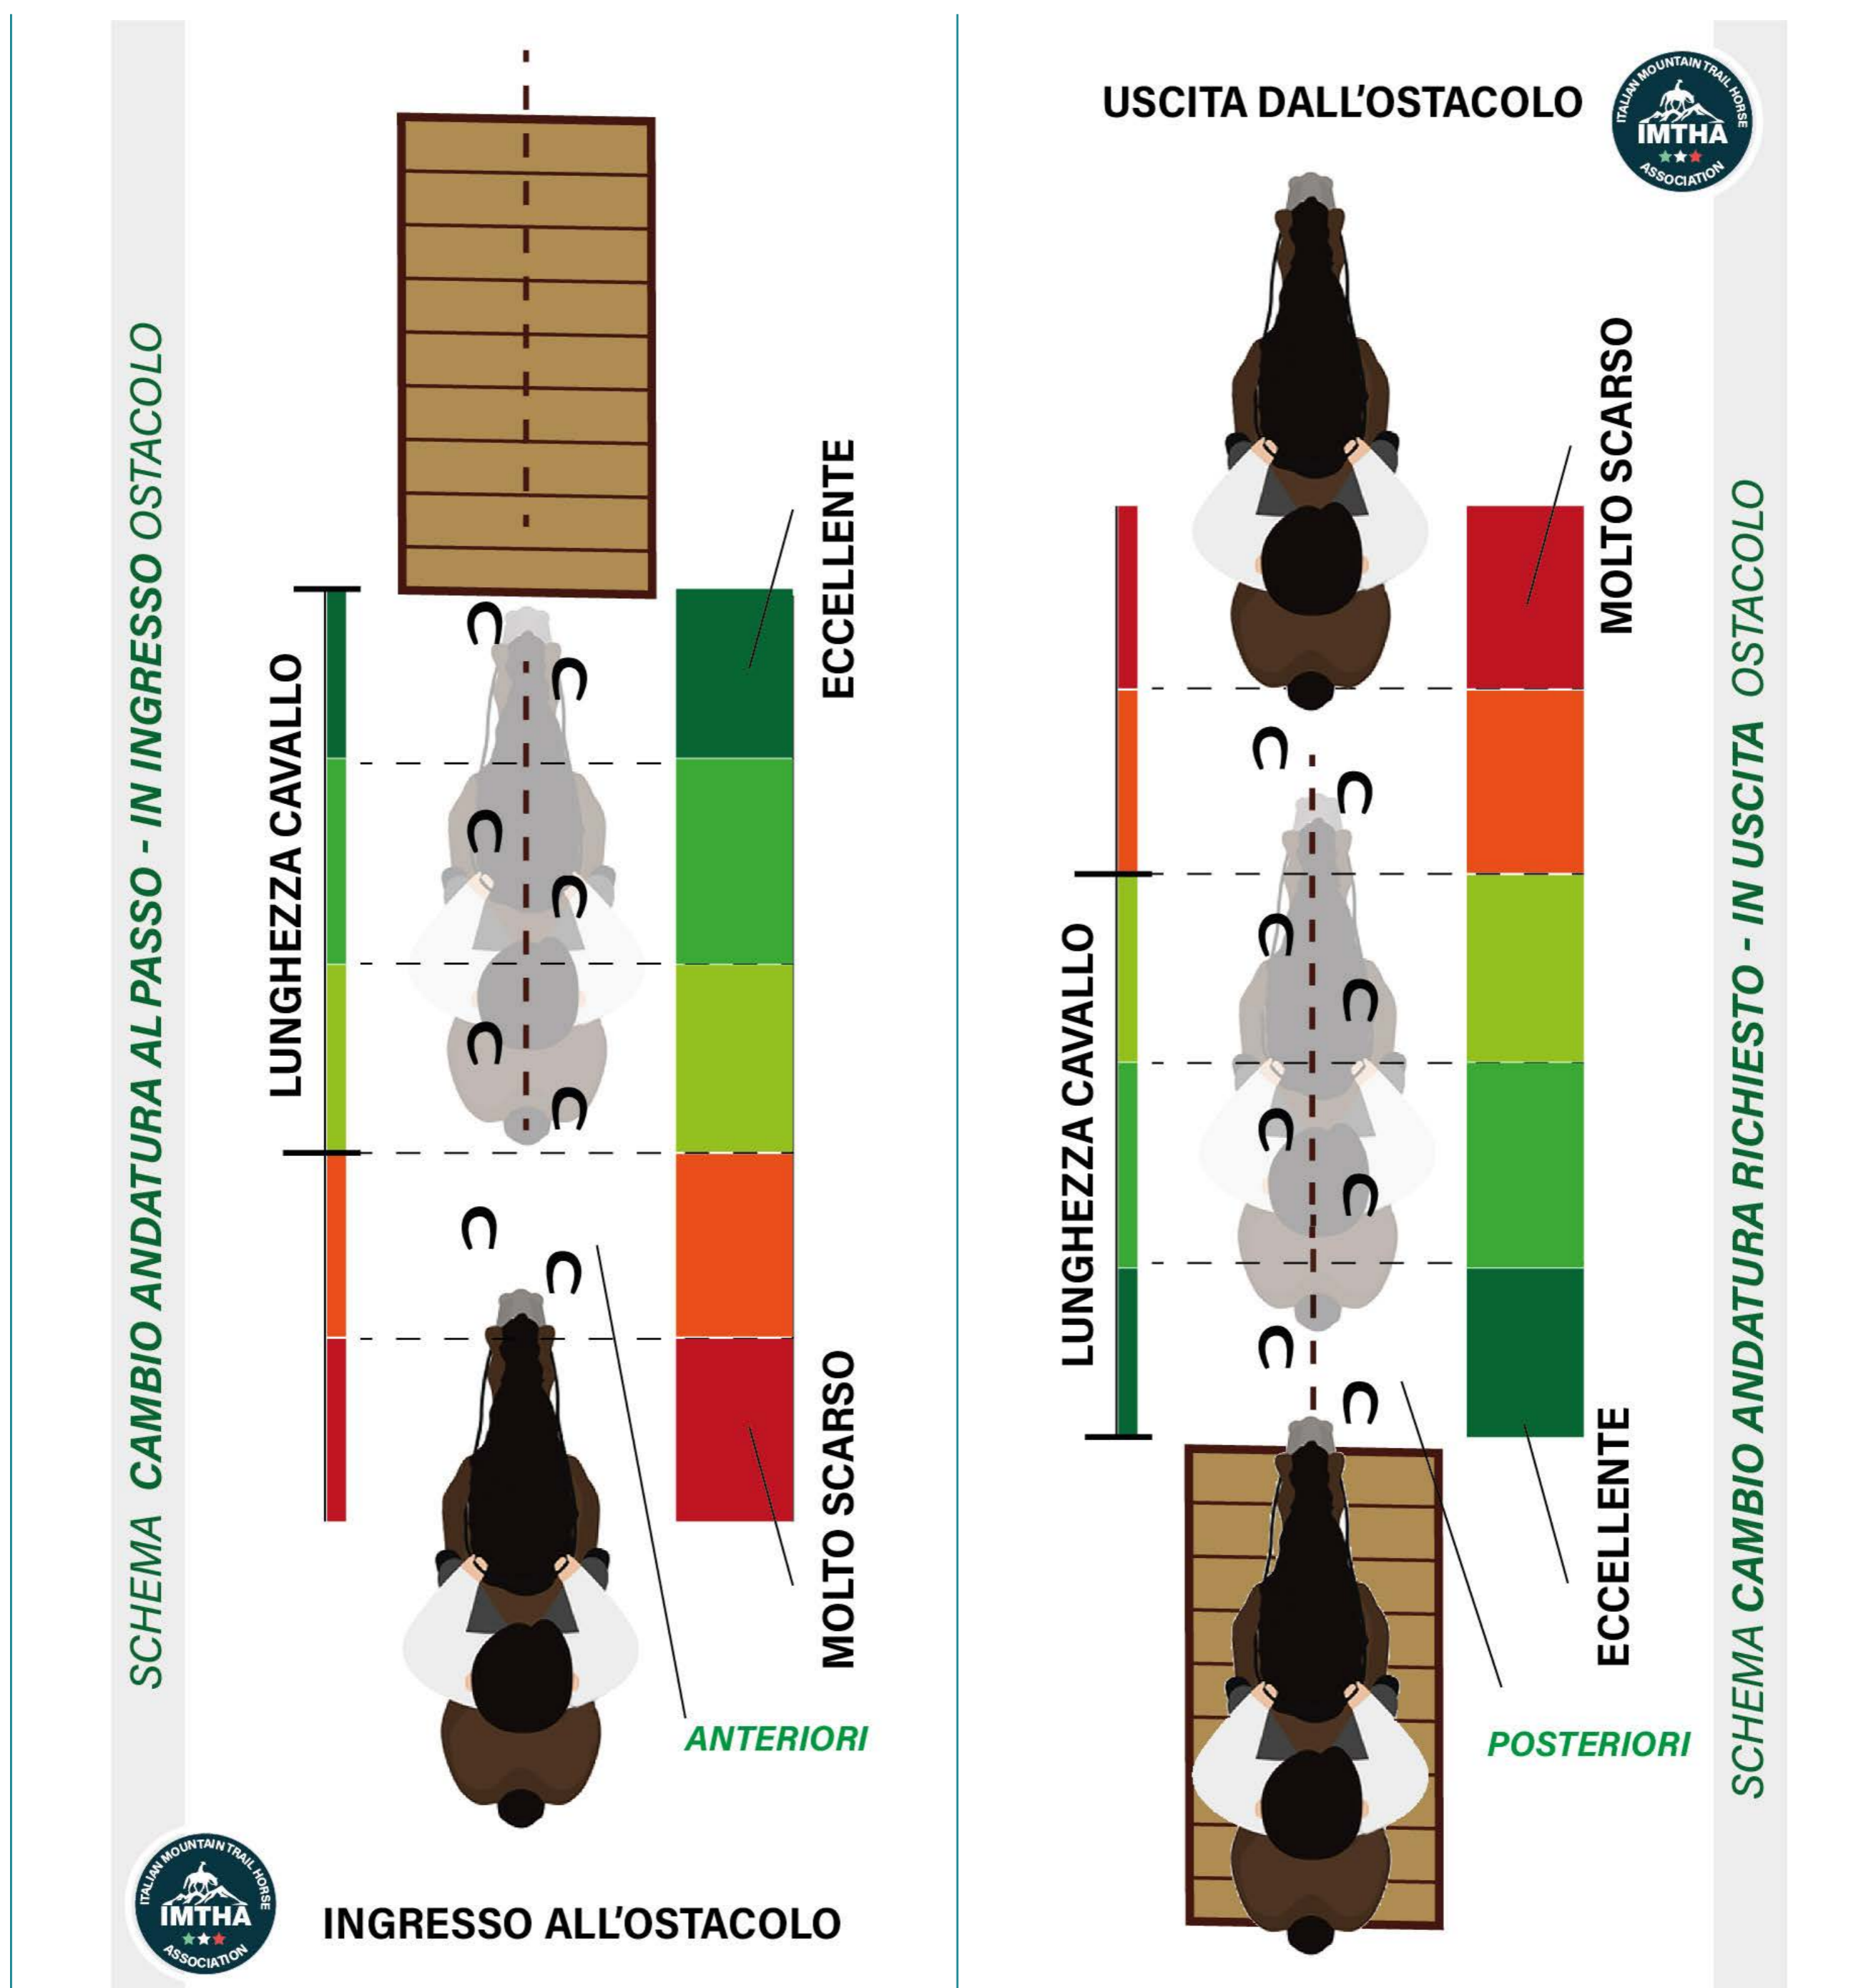 SCHEMA CAMBIO ANDATURA AL PASSO - IN INGRESSO OSTACOLO
LUNGHEZZA CAVALLO
ECCELLENTE
MOLTO SCARSO
ANTERIORI
INGRESSO ALL'OSTACOLO
ITALIAN MOUNTAIN TRAIL HORSE
IMTHA
ASSOCIATION
USCITA DALL'OSTACOLO
ITALIAN MOUNTAIN TRAIL HORSE
IMTHA
ASSOCIATION
MOLTO SCARSO
LUNGHEZZA CAVALLO
ECCELLENTE
POSTERIORI
SCHEMA CAMBIO ANDATURA RICHIESTO - IN USCITA OSTACOLO